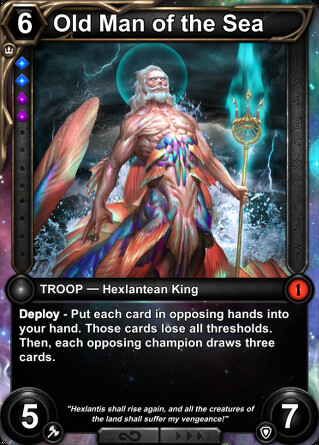 6 Old Man of the Sea
TROOP — Hexlantean King 1
Deploy - Put each card in opposing hands into
your hand. Those cards lose all thresholds.
Then, each opposing champion draws three
cards.
5
"Hexlantis shall rise again, and all the creatures of
the land shall suffer my vengeance!"
7